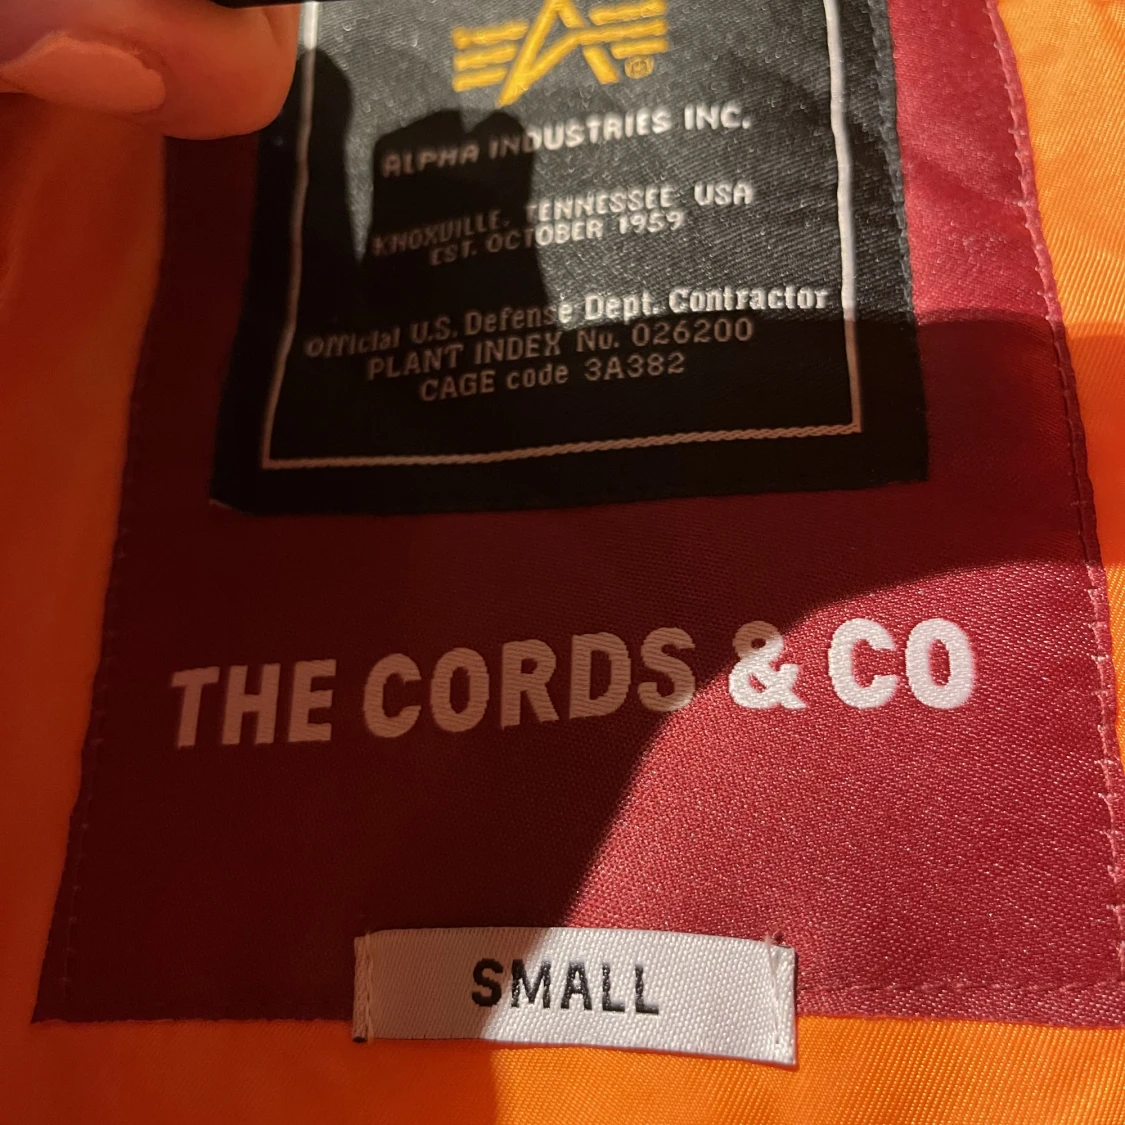 ALPHA INDUSTRIES INC.
KNOXVILLE, TENNESSEE USA
EST. OCTOBER 1959
Official U.S. Defense Dept. Contractor
PLANT INDEX No. 026200
CAGE code 3A382
THE CORDS & CO
SMALL